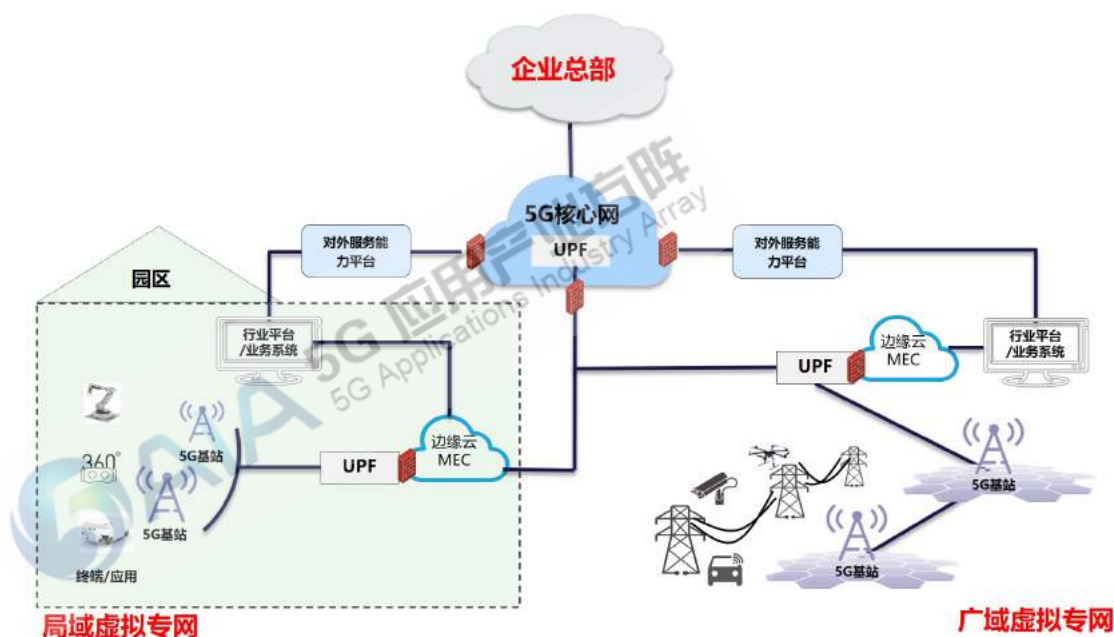 企业总部
5G核心网
UPF
对外服务能
力平台
对外服务能
力平台
园区
行业平台
/业务系统
边缘云
MEC
UPF
行业平台
/业务系统
5G基站
360°
5G基站
UPF
边缘云
MEC
终端/应用
5G基站
5G基站
局域虚拟专网
广域虚拟专网
5G 应用产业方阵
5G Applications Industry Array
AIA